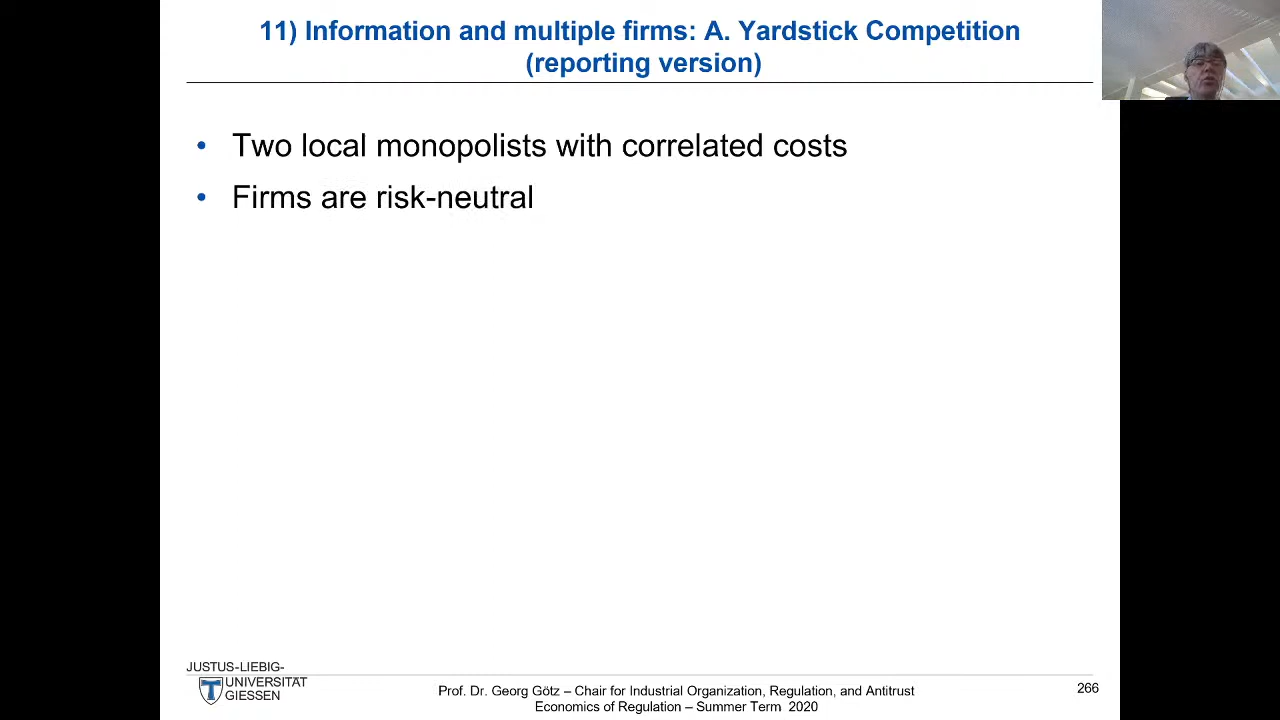 11) Information and multiple firms: A. Yardstick Competition
(reporting version)
• Two local monopolists with correlated costs
• Firms are risk-neutral
JUSTUS-LIEBIG-
UNIVERSITÄT
GIESSEN
Prof. Dr. Georg Götz – Chair for Industrial Organization, Regulation, and Antitrust
Economics of Regulation – Summer Term 2020
266